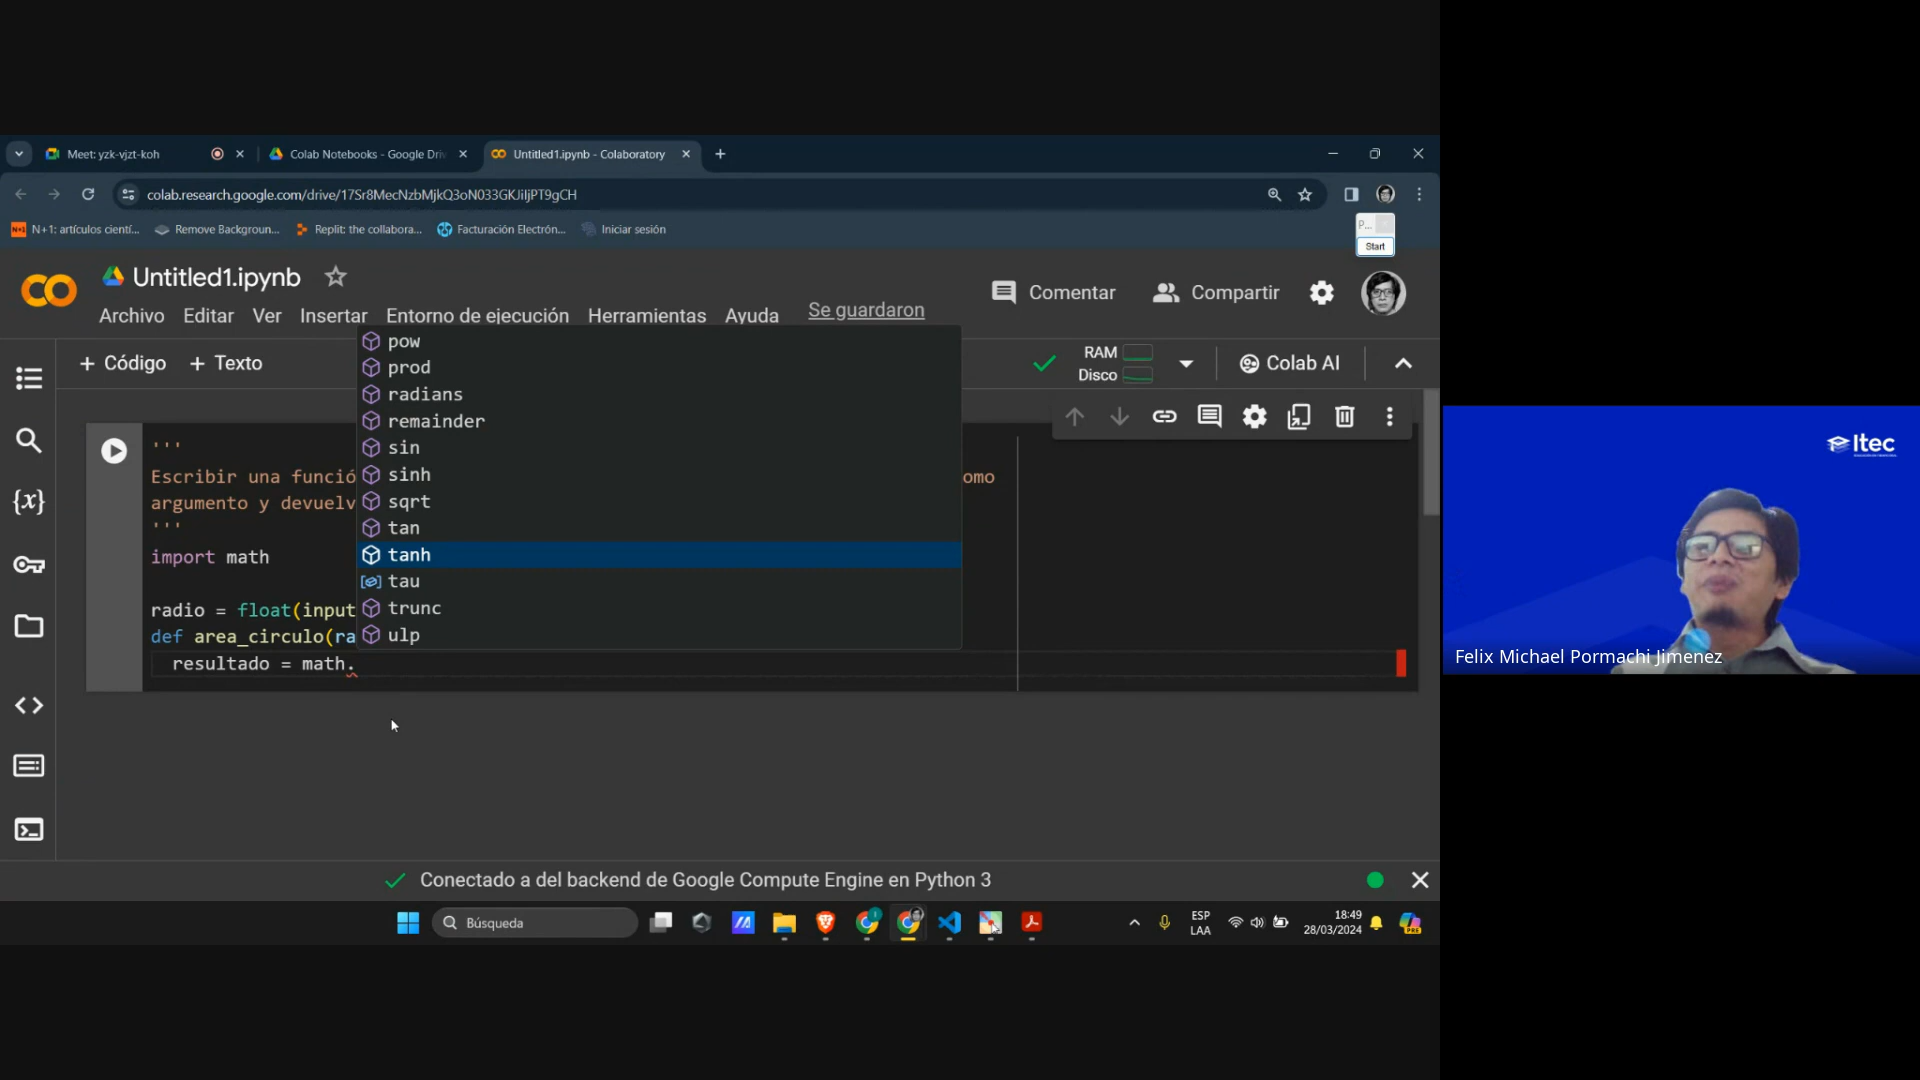 Meet: yzk-vjzt-koh
Colab Notebooks - Google Dri
Untitled1.ipynb - Colaboratory
colab.research.google.com/drive/17Sr8MecNzbMjkQ3oN033GKJiljPT9gCH
N+1: artículos cientí...
Remove Backgroun...
Replit: the collabora...
Facturación Electrón...
Iniciar sesión
P...
Start
Untitled1.ipynb
Comentar
Compartir
Archivo Editar Ver Insertar Entorno de ejecución Herramientas Ayuda Se guardaron
+ Código + Texto
RAM
Disco
Colab AI
pow
prod
radians
remainder
sin
sinh
sqrt
tan
tanh
tau
trunc
ulp
'''
Escribir una funció omo
argumento y devuelv
'''
import math
radio = float(input
def area_circulo(ra
resultado = math.
Itec
Felix Michael Pormachi Jimenez
Conectado a del backend de Google Compute Engine en Python 3
Búsqueda
ESP
LAA
18:49
28/03/2024
PRE